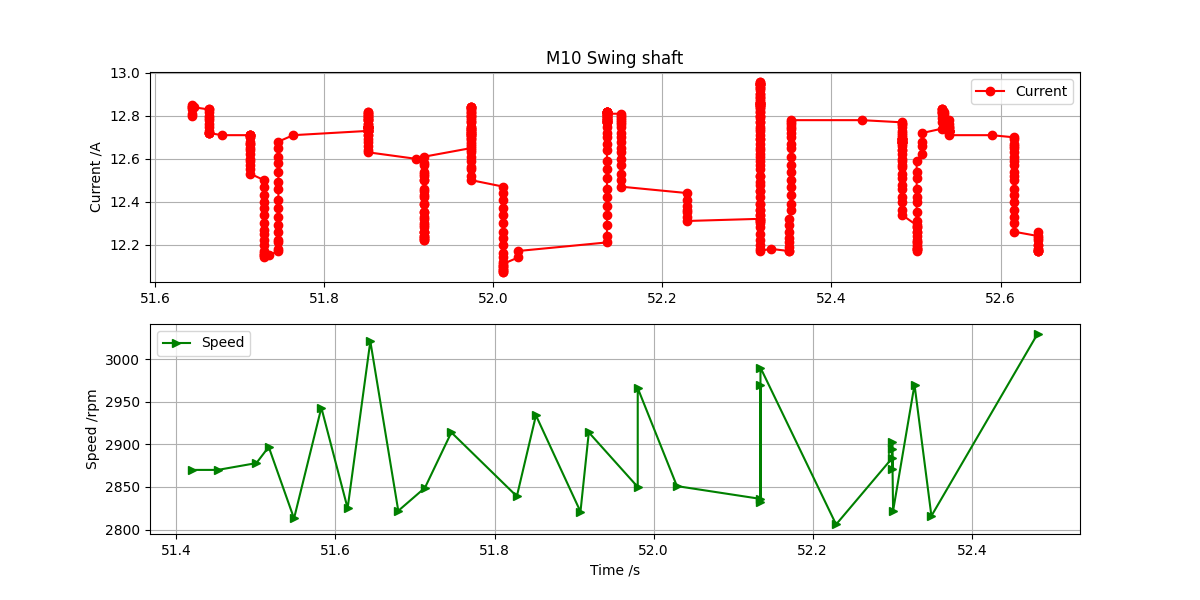 M10 Swing shaft
Current /A
13.0
12.8
12.6
12.4
12.2
Current
51.6 51.8 52.0 52.2 52.4 52.6
Speed /rpm
3000
2950
2900
2850
2800
Speed
51.4 51.6 51.8 52.0 52.2 52.4
Time /s